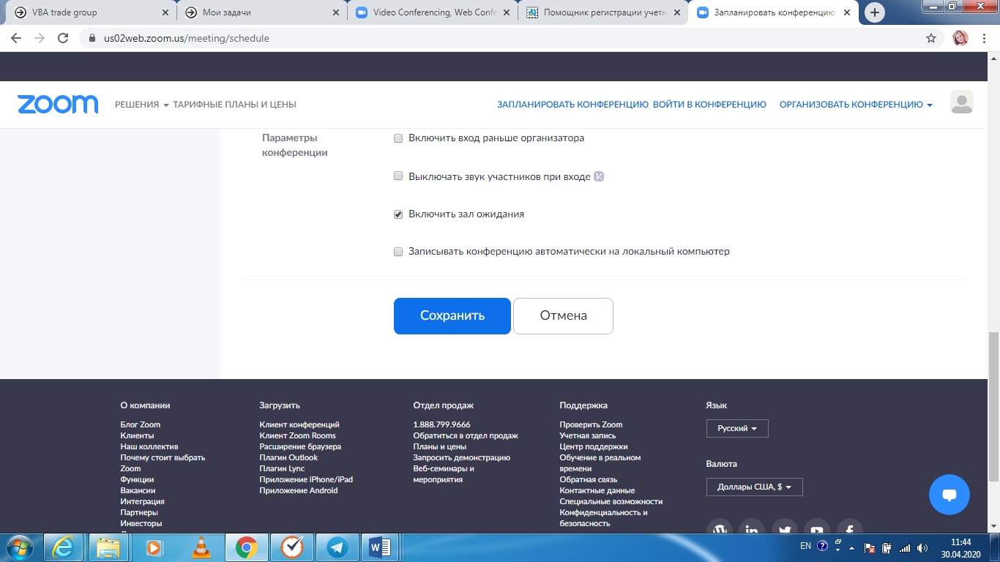 VBA trade group
Мои задачи
Video Conferencing, Web Confe
Помощник регистрации учетн
Запланировать конференцию
us02web.zoom.us/meeting/schedule
zoom
РЕШЕНИЯ
ТАРИФНЫЕ ПЛАНЫ И ЦЕНЫ
ЗАПЛАНИРОВАТЬ КОНФЕРЕНЦИЮ
ВОЙТИ В КОНФЕРЕНЦИЮ
ОРГАНИЗОВАТЬ КОНФЕРЕНЦИЮ
Параметры
конференции
Включить вход раньше организатора
Выключать звук участников при входе
Включить зал ожидания
Записывать конференцию автоматически на локальный компьютер
Сохранить
Отмена
О компании
Блог Zoom
Клиенты
Наш коллектив
Почему стоит выбрать
Zoom
Функции
Вакансии
Интеграция
Партнеры
Инвесторы
Загрузить
Клиент конференций
Клиент Zoom Rooms
Расширение браузера
Плагин Outlook
Плагин Lync
Приложение iPhone/iPad
Приложение Android
Отдел продаж
1.888.799.9666
Обратиться в отдел продаж
Планы и цены
Запросить демонстрацию
Веб-семинары и
мероприятия
Поддержка
Проверить Zoom
Учетная запись
Центр поддержки
Обучение в реальном
времени
Обратная связь
Контактные данные
Специальные возможности
Конфиденциальность и
безопасность
Язык
Русский
Валюта
Доллары США, $
EN
11:44
30.04.2020